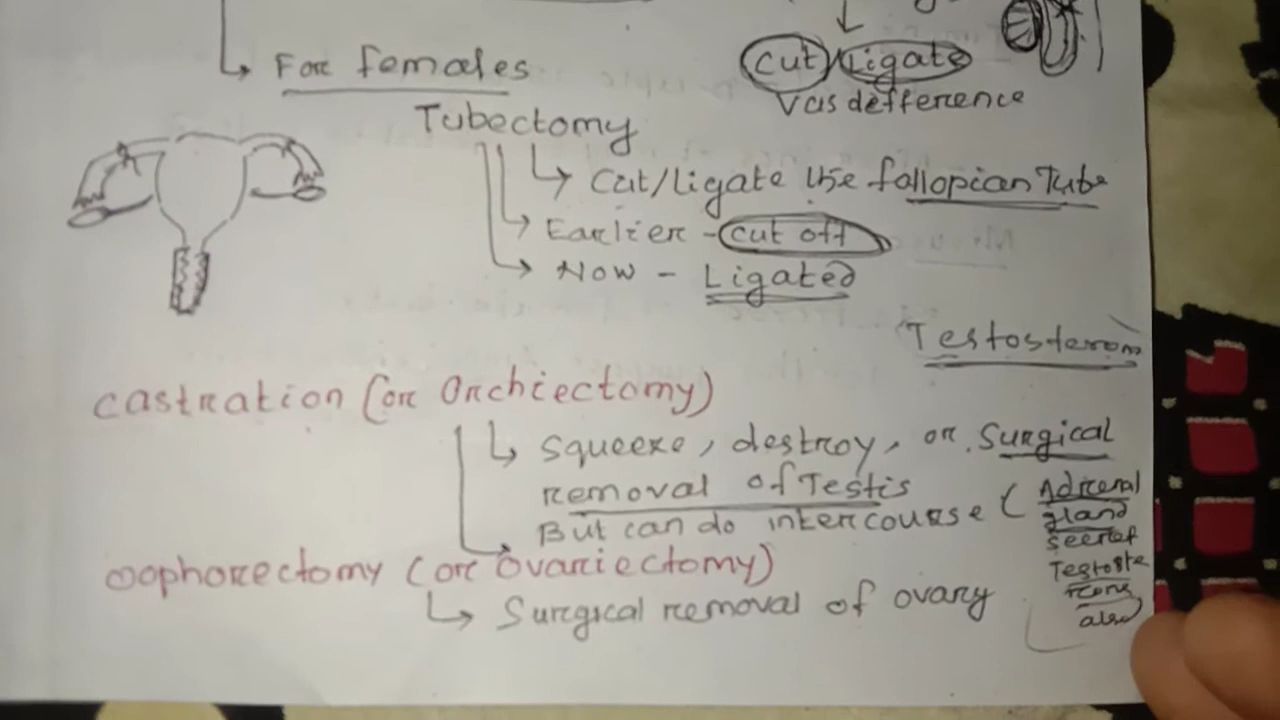 For females
Cut/Ligate
Vas defference
Tubectomy
Cut/Ligate the fallopian Tube
Earlier - cut off
Now - Ligated
Testosteron
castration (or Orchiectomy)
squeeze, destroy, or surgical
removal of Testis
But can do intercourse (Adrenal
gland
secret
Testoste
rons
also)
oophorectomy (or ovariectomy)
Surgical removal of ovary